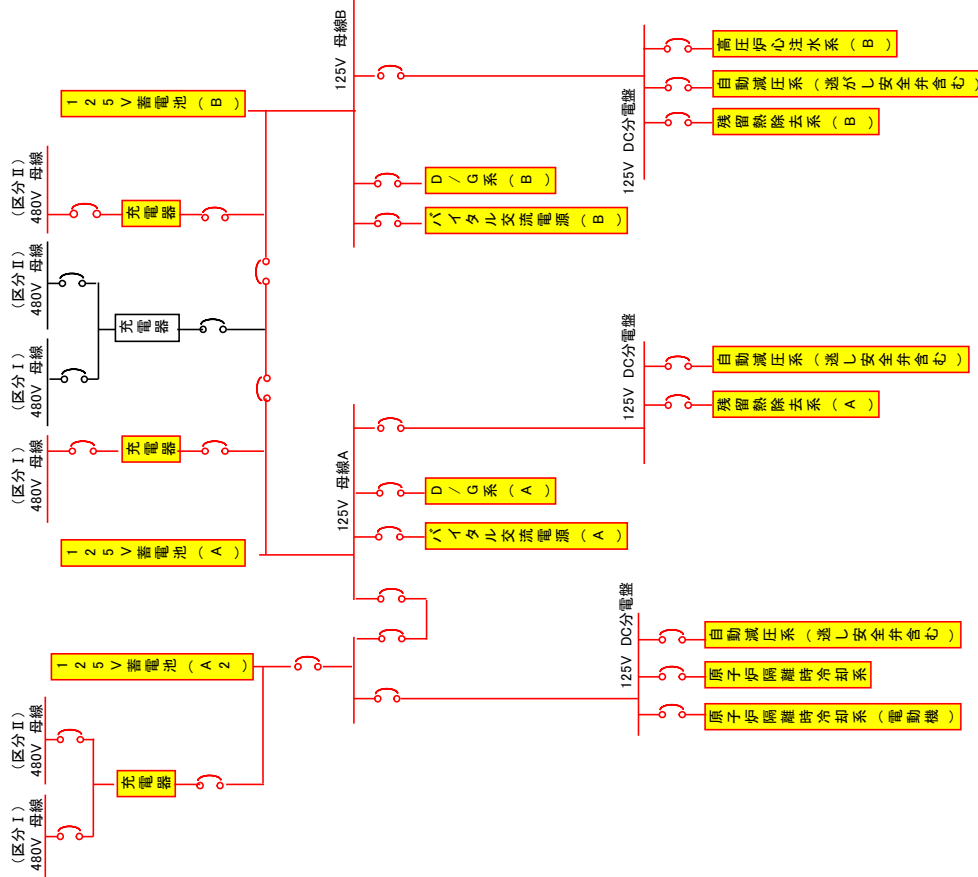 (区分Ⅰ)
480V 母線
(区分Ⅱ)
480V 母線
(区分Ⅰ)
480V 母線
(区分Ⅰ)
480V 母線
(区分Ⅱ)
480V 母線
(区分Ⅱ)
480V 母線
充電器
充電器
充電器
充電器
125V蓄電池(A2)
125V蓄電池(A)
125V蓄電池(B)
125V 母線A
125V 母線B
バイタル交流電源(A)
D/G系(A)
バイタル交流電源(B)
D/G系(B)
125V DC分電盤
125V DC分電盤
125V DC分電盤
原子炉隔離時冷却系(電動機)
原子炉隔離時冷却系
自動減圧系(逃し安全弁含む)
残留熱除去系(A)
自動減圧系(逃し安全弁含む)
残留熱除去系(B)
自動減圧系(逃がし安全弁含む)
高圧炉心注水系(B)